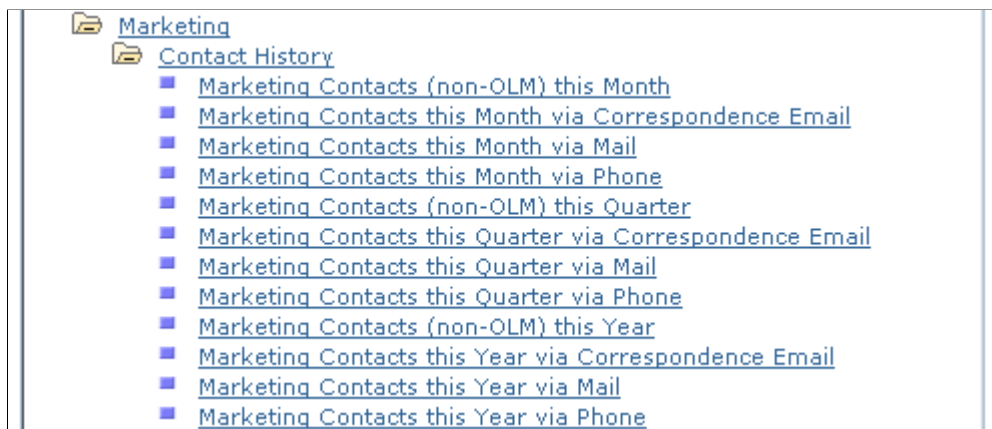 Marketing
Contact History
Marketing Contacts (non-OLM) this Month
Marketing Contacts this Month via Correspondence Email
Marketing Contacts this Month via Mail
Marketing Contacts this Month via Phone
Marketing Contacts (non-OLM) this Quarter
Marketing Contacts this Quarter via Correspondence Email
Marketing Contacts this Quarter via Mail
Marketing Contacts this Quarter via Phone
Marketing Contacts (non-OLM) this Year
Marketing Contacts this Year via Correspondence Email
Marketing Contacts this Year via Mail
Marketing Contacts this Year via Phone